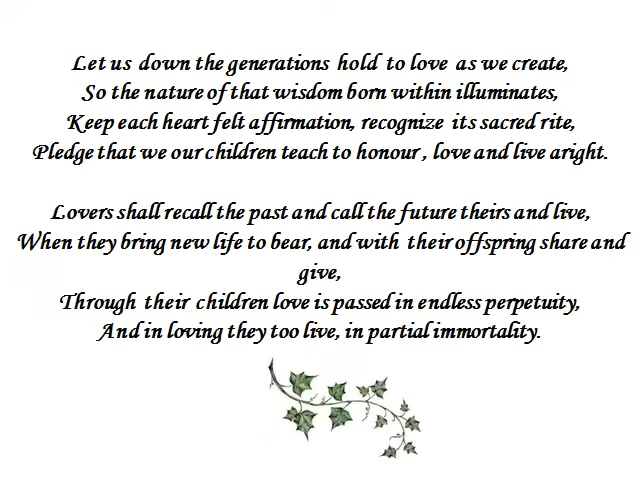 Let us down the generations hold to love as we create,
So the nature of that wisdom born within illuminates,
Keep each heart felt affirmation, recognize its sacred rite,
Pledge that we our children teach to honour , love and live aright.
Lovers shall recall the past and call the future theirs and live,
When they bring new life to bear, and with their offspring share and
give,
Through their children love is passed in endless perpetuity,
And in loving they too live, in partial immortality.